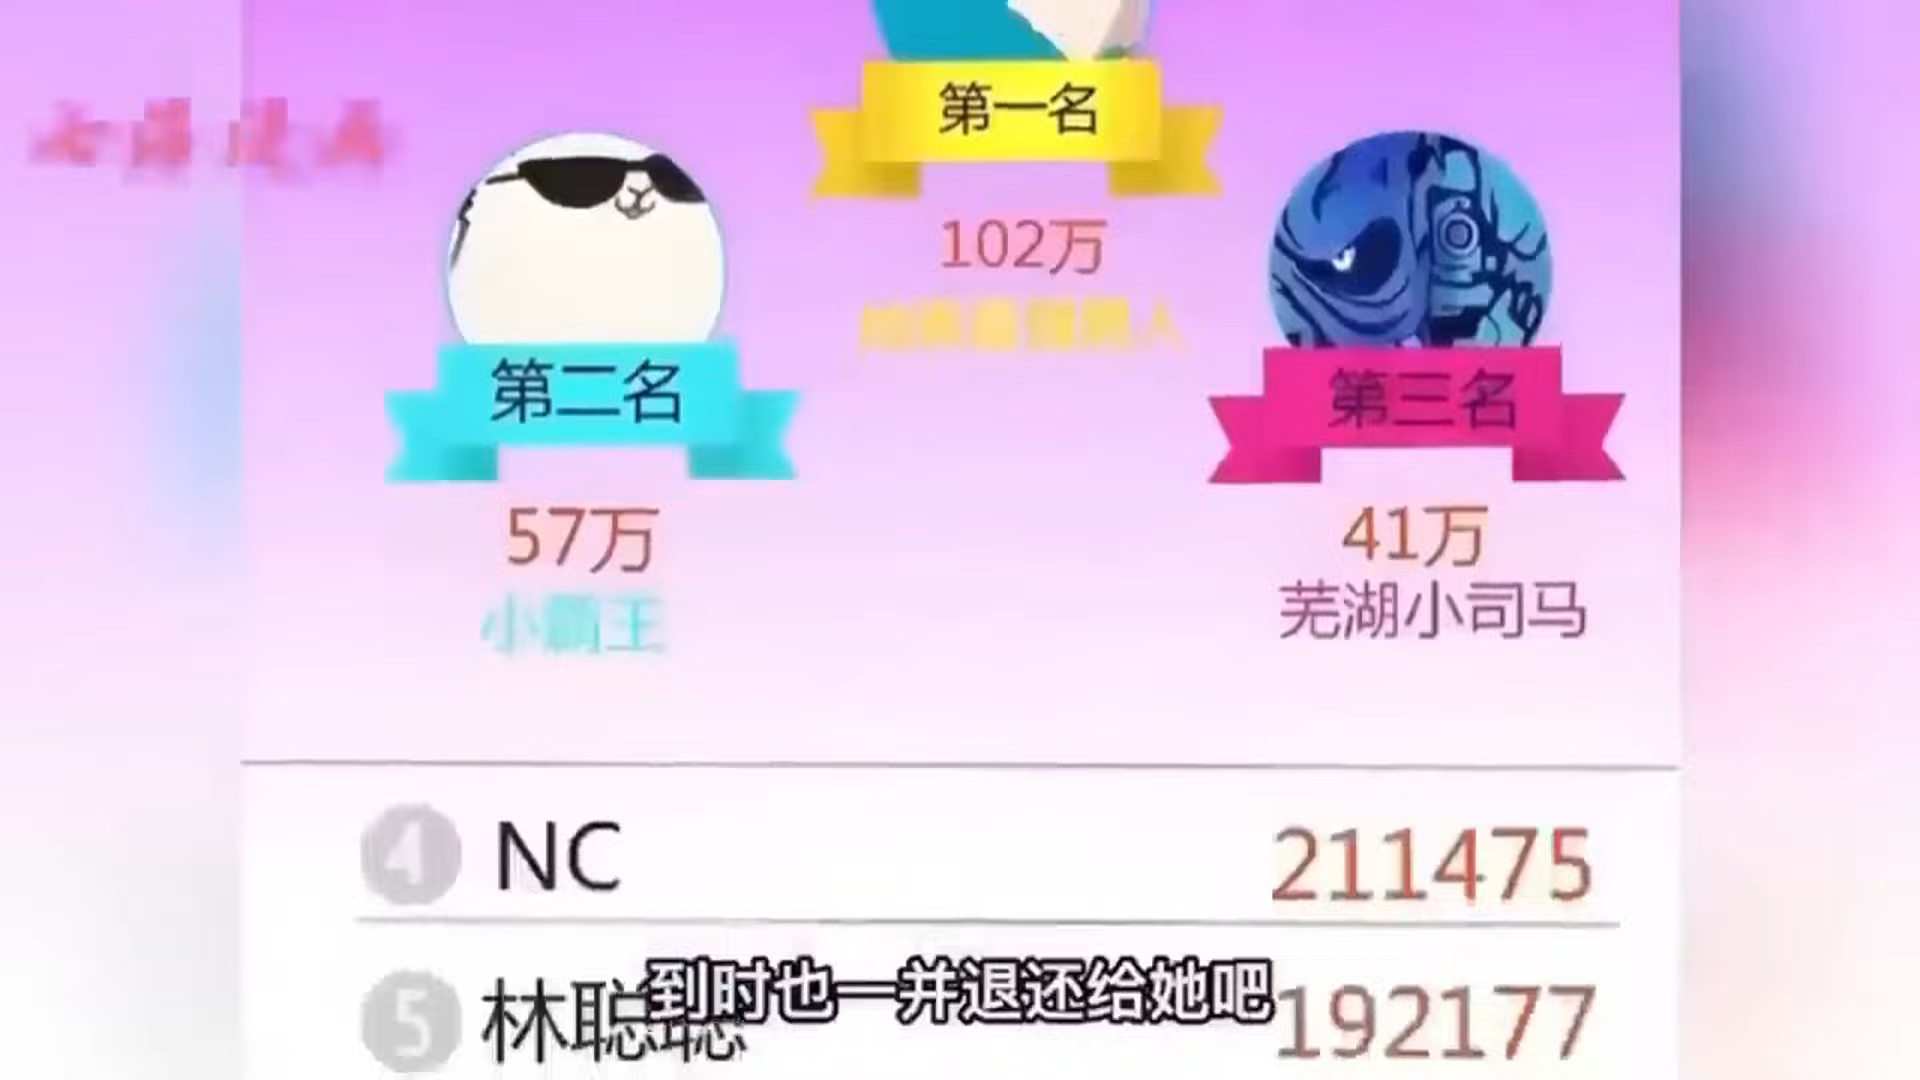 第一名
102万
第二名
57万
小霸王
第三名
41万
芜湖小司马
4 NC 211475
5 林聪聪 192177
到时也一并退还给她吧